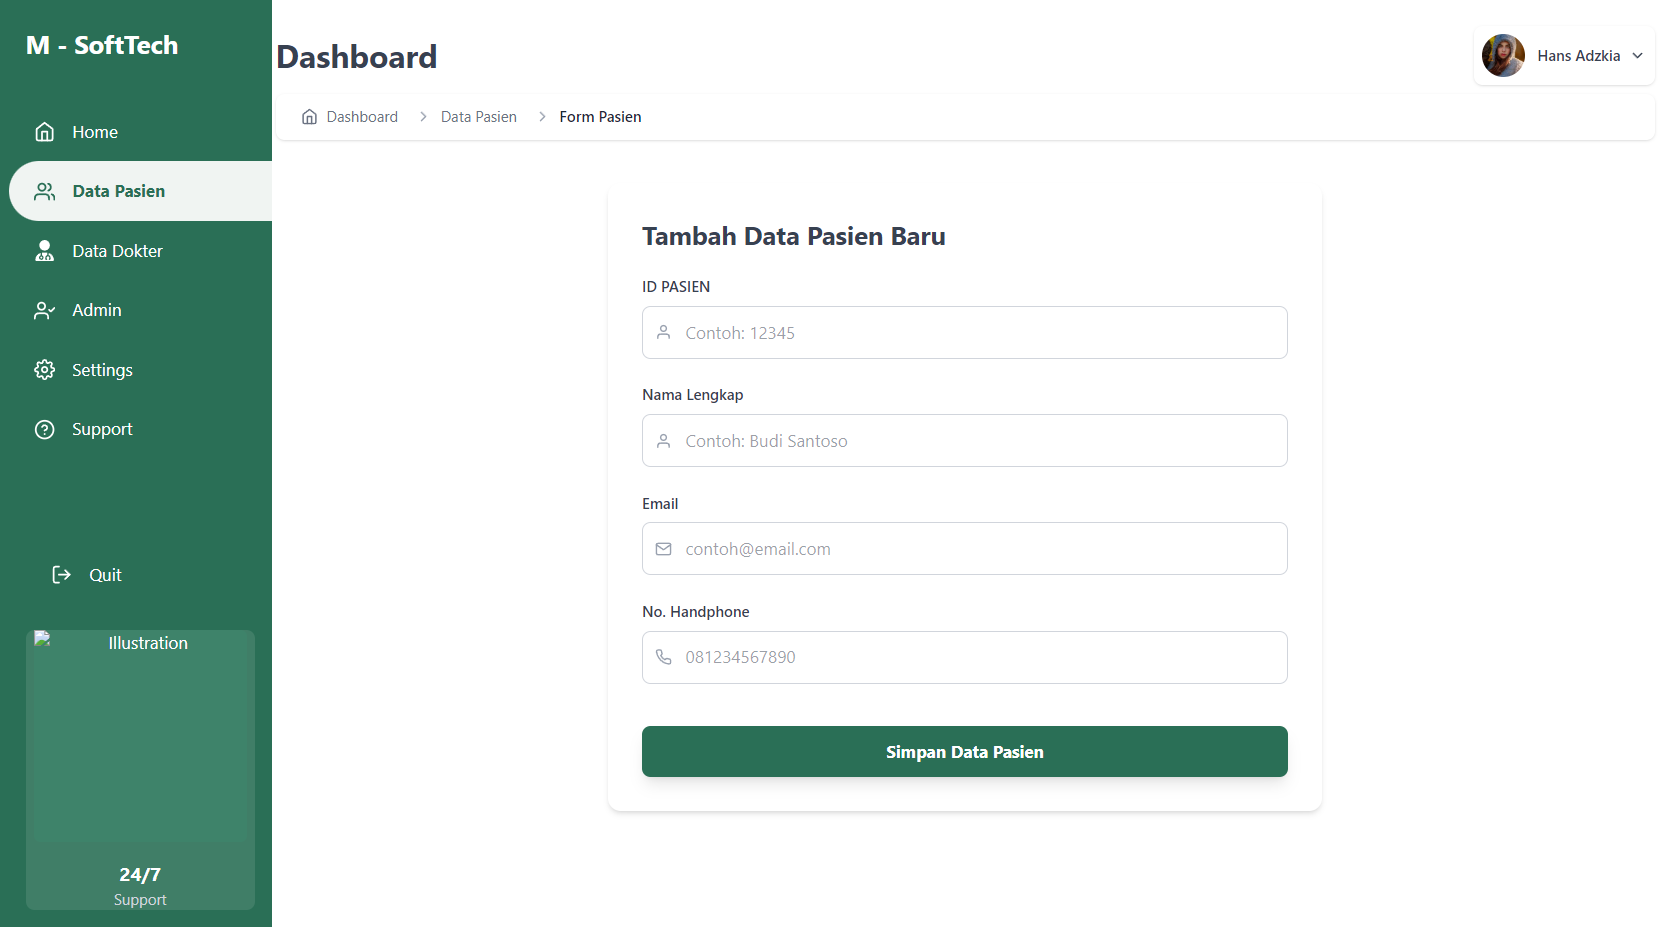 M - SoftTech
Home
Data Pasien
Data Dokter
Admin
Settings
Support
Quit
Illustration
24/7
Support
Dashboard
Hans Adzkia
Dashboard
Data Pasien
Form Pasien
Tambah Data Pasien Baru
ID PASIEN
Contoh: 12345
Nama Lengkap
Contoh: Budi Santoso
Email
contoh@email.com
No. Handphone
081234567890
Simpan Data Pasien